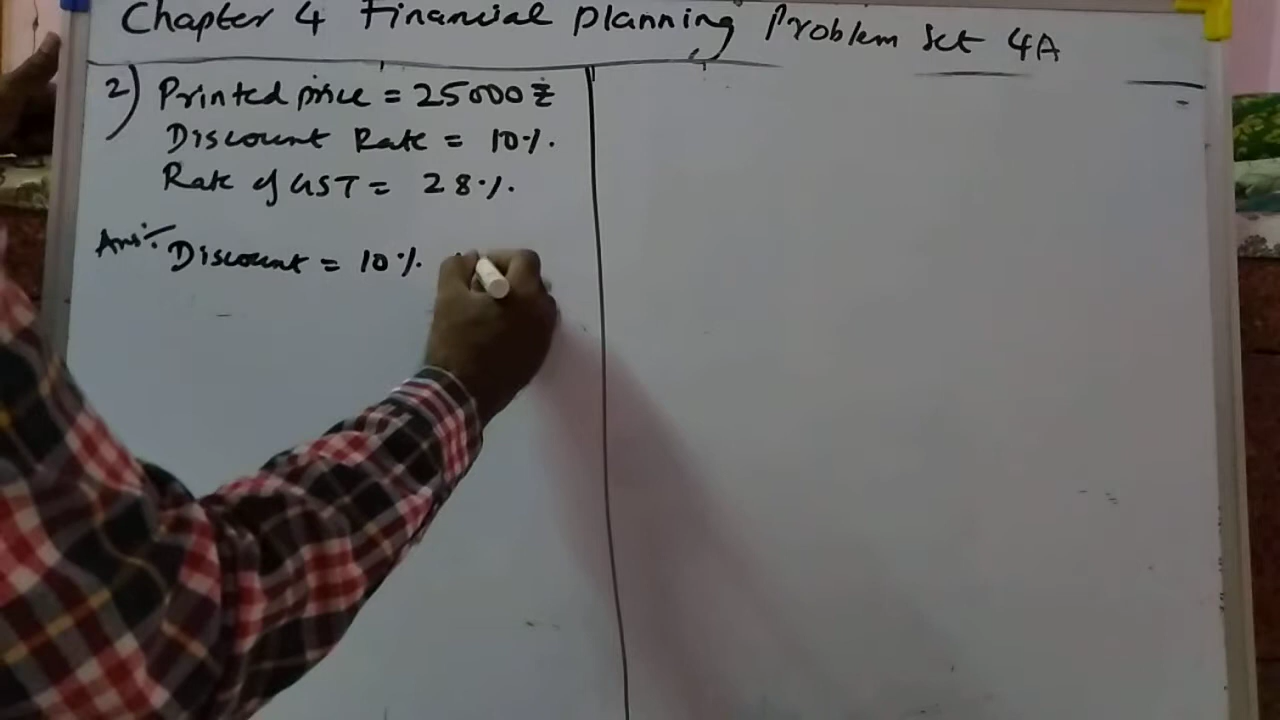 Chapter 4 Financial planning Problem set 4A
2) Printed price = 25000 ₹
Discount Rate = 10%.
Rate of GST = 28%.
Ans:- Discount = 10%